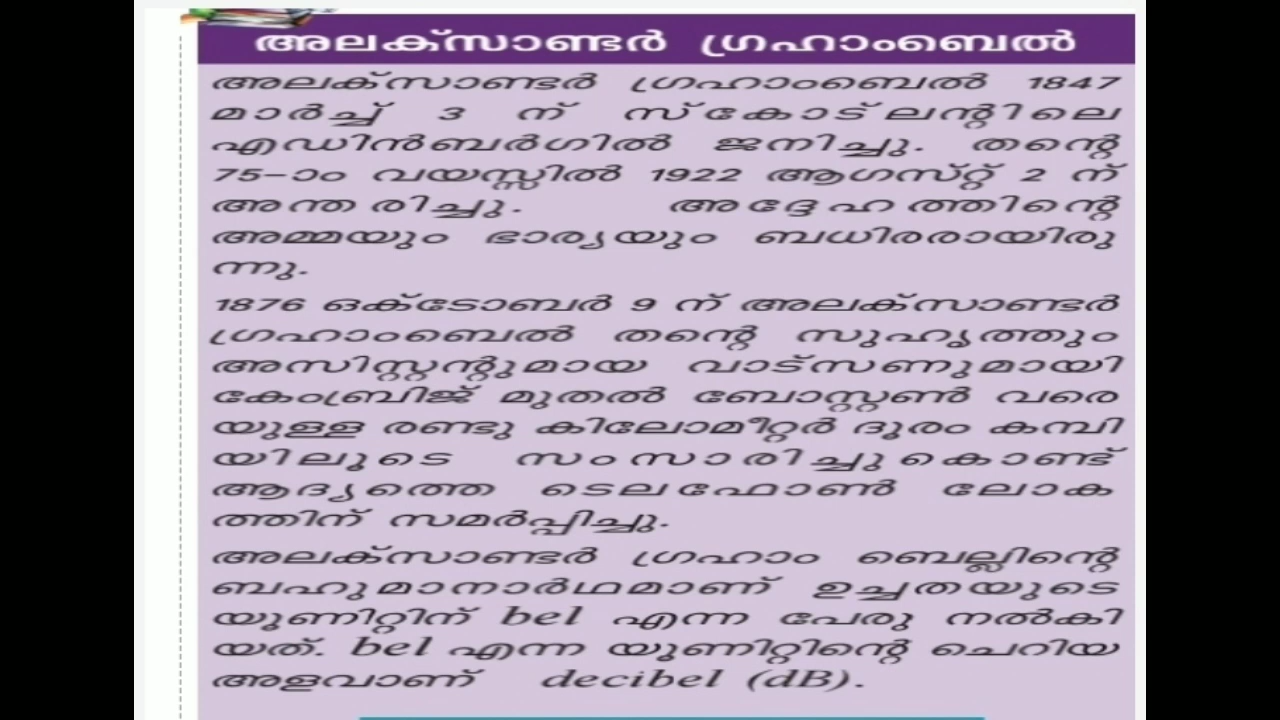 അലക്സാണ്ടർ ഗ്രഹാംബെൽ
അലക്സാണ്ടർ ഗ്രഹാംബെൽ 1847
മാർച്ച് 3 ന് സ്കോട്ലന്റിലെ
എഡിൻബർഗിൽ ജനിച്ചു. തന്റെ
75-ാം വയസ്സിൽ 1922 ആഗസ്റ്റ് 2 ന്
അന്തരിച്ചു. അദ്ദേഹത്തിന്റെ
അമ്മയും ഭാര്യയും ബധിരരായിരു
ന്നു.
1876 ഒക്ടോബർ 9 ന് അലക്സാണ്ടർ
ഗ്രഹാംബെൽ തന്റെ സുഹൃത്തും
അസിസ്റ്റന്റുമായ വാട്സണുമായി
കേംബ്രിജ് മുതൽ ബോസ്റ്റൺ വരെ
യുള്ള രണ്ടു കിലോമീറ്റർ ദൂരം കമ്പി
യിലൂടെ സംസാരിച്ചുകൊണ്ട്
ആദ്യത്തെ ടെലഫോൺ ലോക
ത്തിന് സമർപ്പിച്ചു.
അലക്സാണ്ടർ ഗ്രഹാം ബെല്ലിന്റെ
ബഹുമാനാർഥമാണ് ഉച്ചതയുടെ
യൂണിറ്റിന് bel എന്ന പേരു നൽകി
യത്. bel എന്ന യൂണിറ്റിന്റെ ചെറിയ
അളവാണ് decibel (dB).